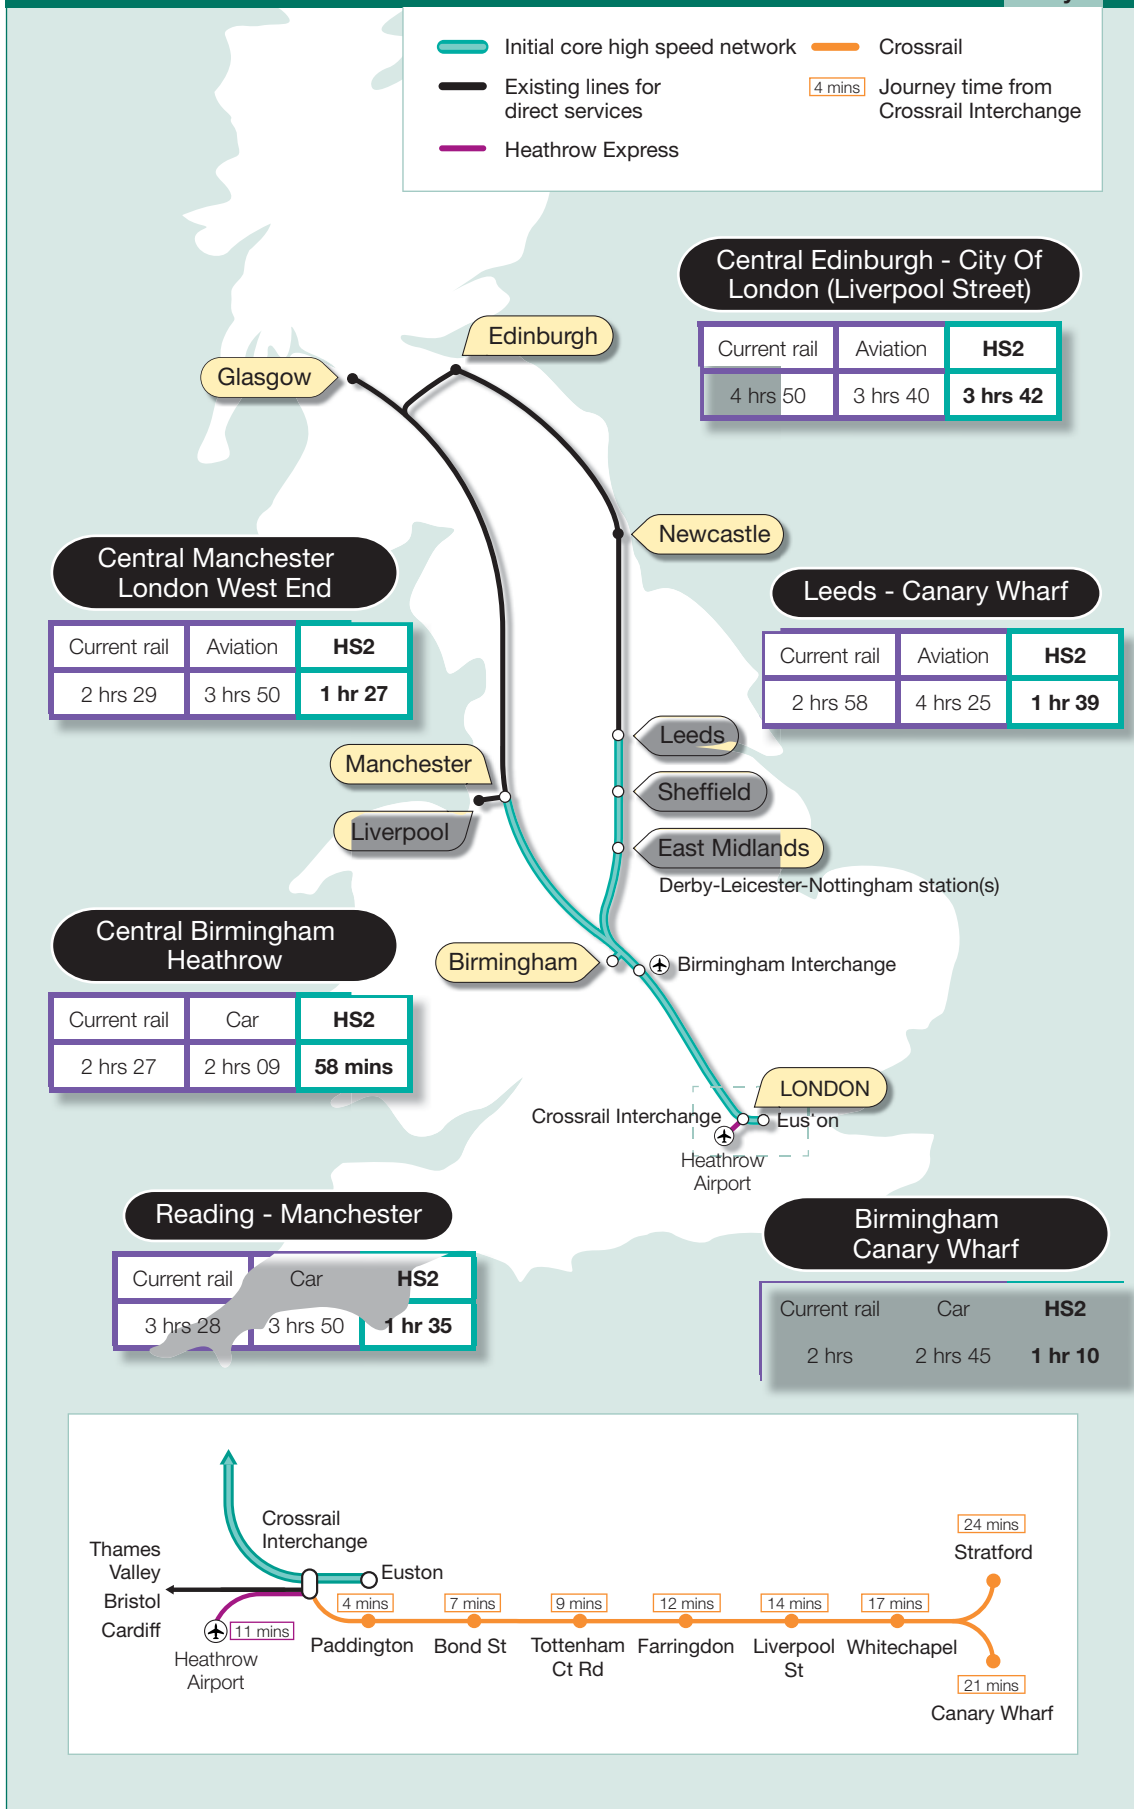 Initial core high speed network
Crossrail
Existing lines for
direct services
4 mins
Journey time from
Crossrail Interchange
Heathrow Express
Central Edinburgh - City Of
London (Liverpool Street)
Current rail Aviation HS2
4 hrs 50 3 hrs 40 3 hrs 42
Edinburgh
Glasgow
Newcastle
Central Manchester
London West End
Current rail Aviation HS2
2 hrs 29 3 hrs 50 1 hr 27
Leeds - Canary Wharf
Current rail Aviation HS2
2 hrs 58 4 hrs 25 1 hr 39
Leeds
Manchester
Sheffield
Liverpool
East Midlands
Derby-Leicester-Nottingham station(s)
Central Birmingham
Heathrow
Current rail Car HS2
2 hrs 27 2 hrs 09 58 mins
Birmingham
Birmingham Interchange
LONDON
Crossrail Interchange
Euston
Heathrow
Airport
Reading - Manchester
Current rail Car HS2
3 hrs 28 3 hrs 50 1 hr 35
Birmingham
Canary Wharf
Current rail Car HS2
2 hrs 2 hrs 45 1 hr 10
Crossrail
Interchange
Thames
Valley
Bristol
Cardiff
Euston
11 mins
Heathrow
Airport
4 mins
Paddington
7 mins
Bond St
9 mins
Tottenham
Ct Rd
12 mins
Farringdon
14 mins
Liverpool
St
17 mins
Whitechapel
24 mins
Stratford
21 mins
Canary Wharf